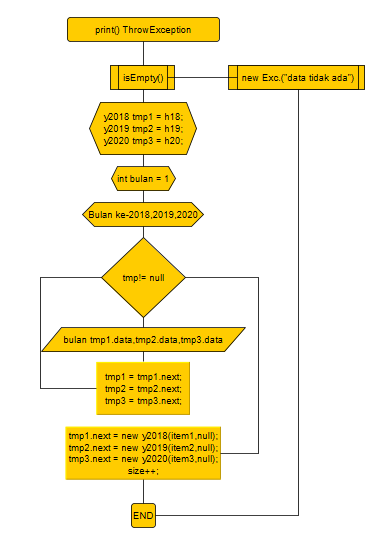 print() ThrowException
isEmpty()
new Exc.("data tidak ada")
y2018 tmp1 = h18;
y2019 tmp2 = h19;
y2020 tmp3 = h20;
int bulan = 1
Bulan ke-2018,2019,2020
tmp!= null
bulan tmp1.data,tmp2.data,tmp3.data
tmp1 = tmp1.next;
tmp2 = tmp2.next;
tmp3 = tmp3.next;
tmp1.next = new y2018(item1,null);
tmp2.next = new y2019(item2,null);
tmp3.next = new y2020(item3,null);
size++;
END